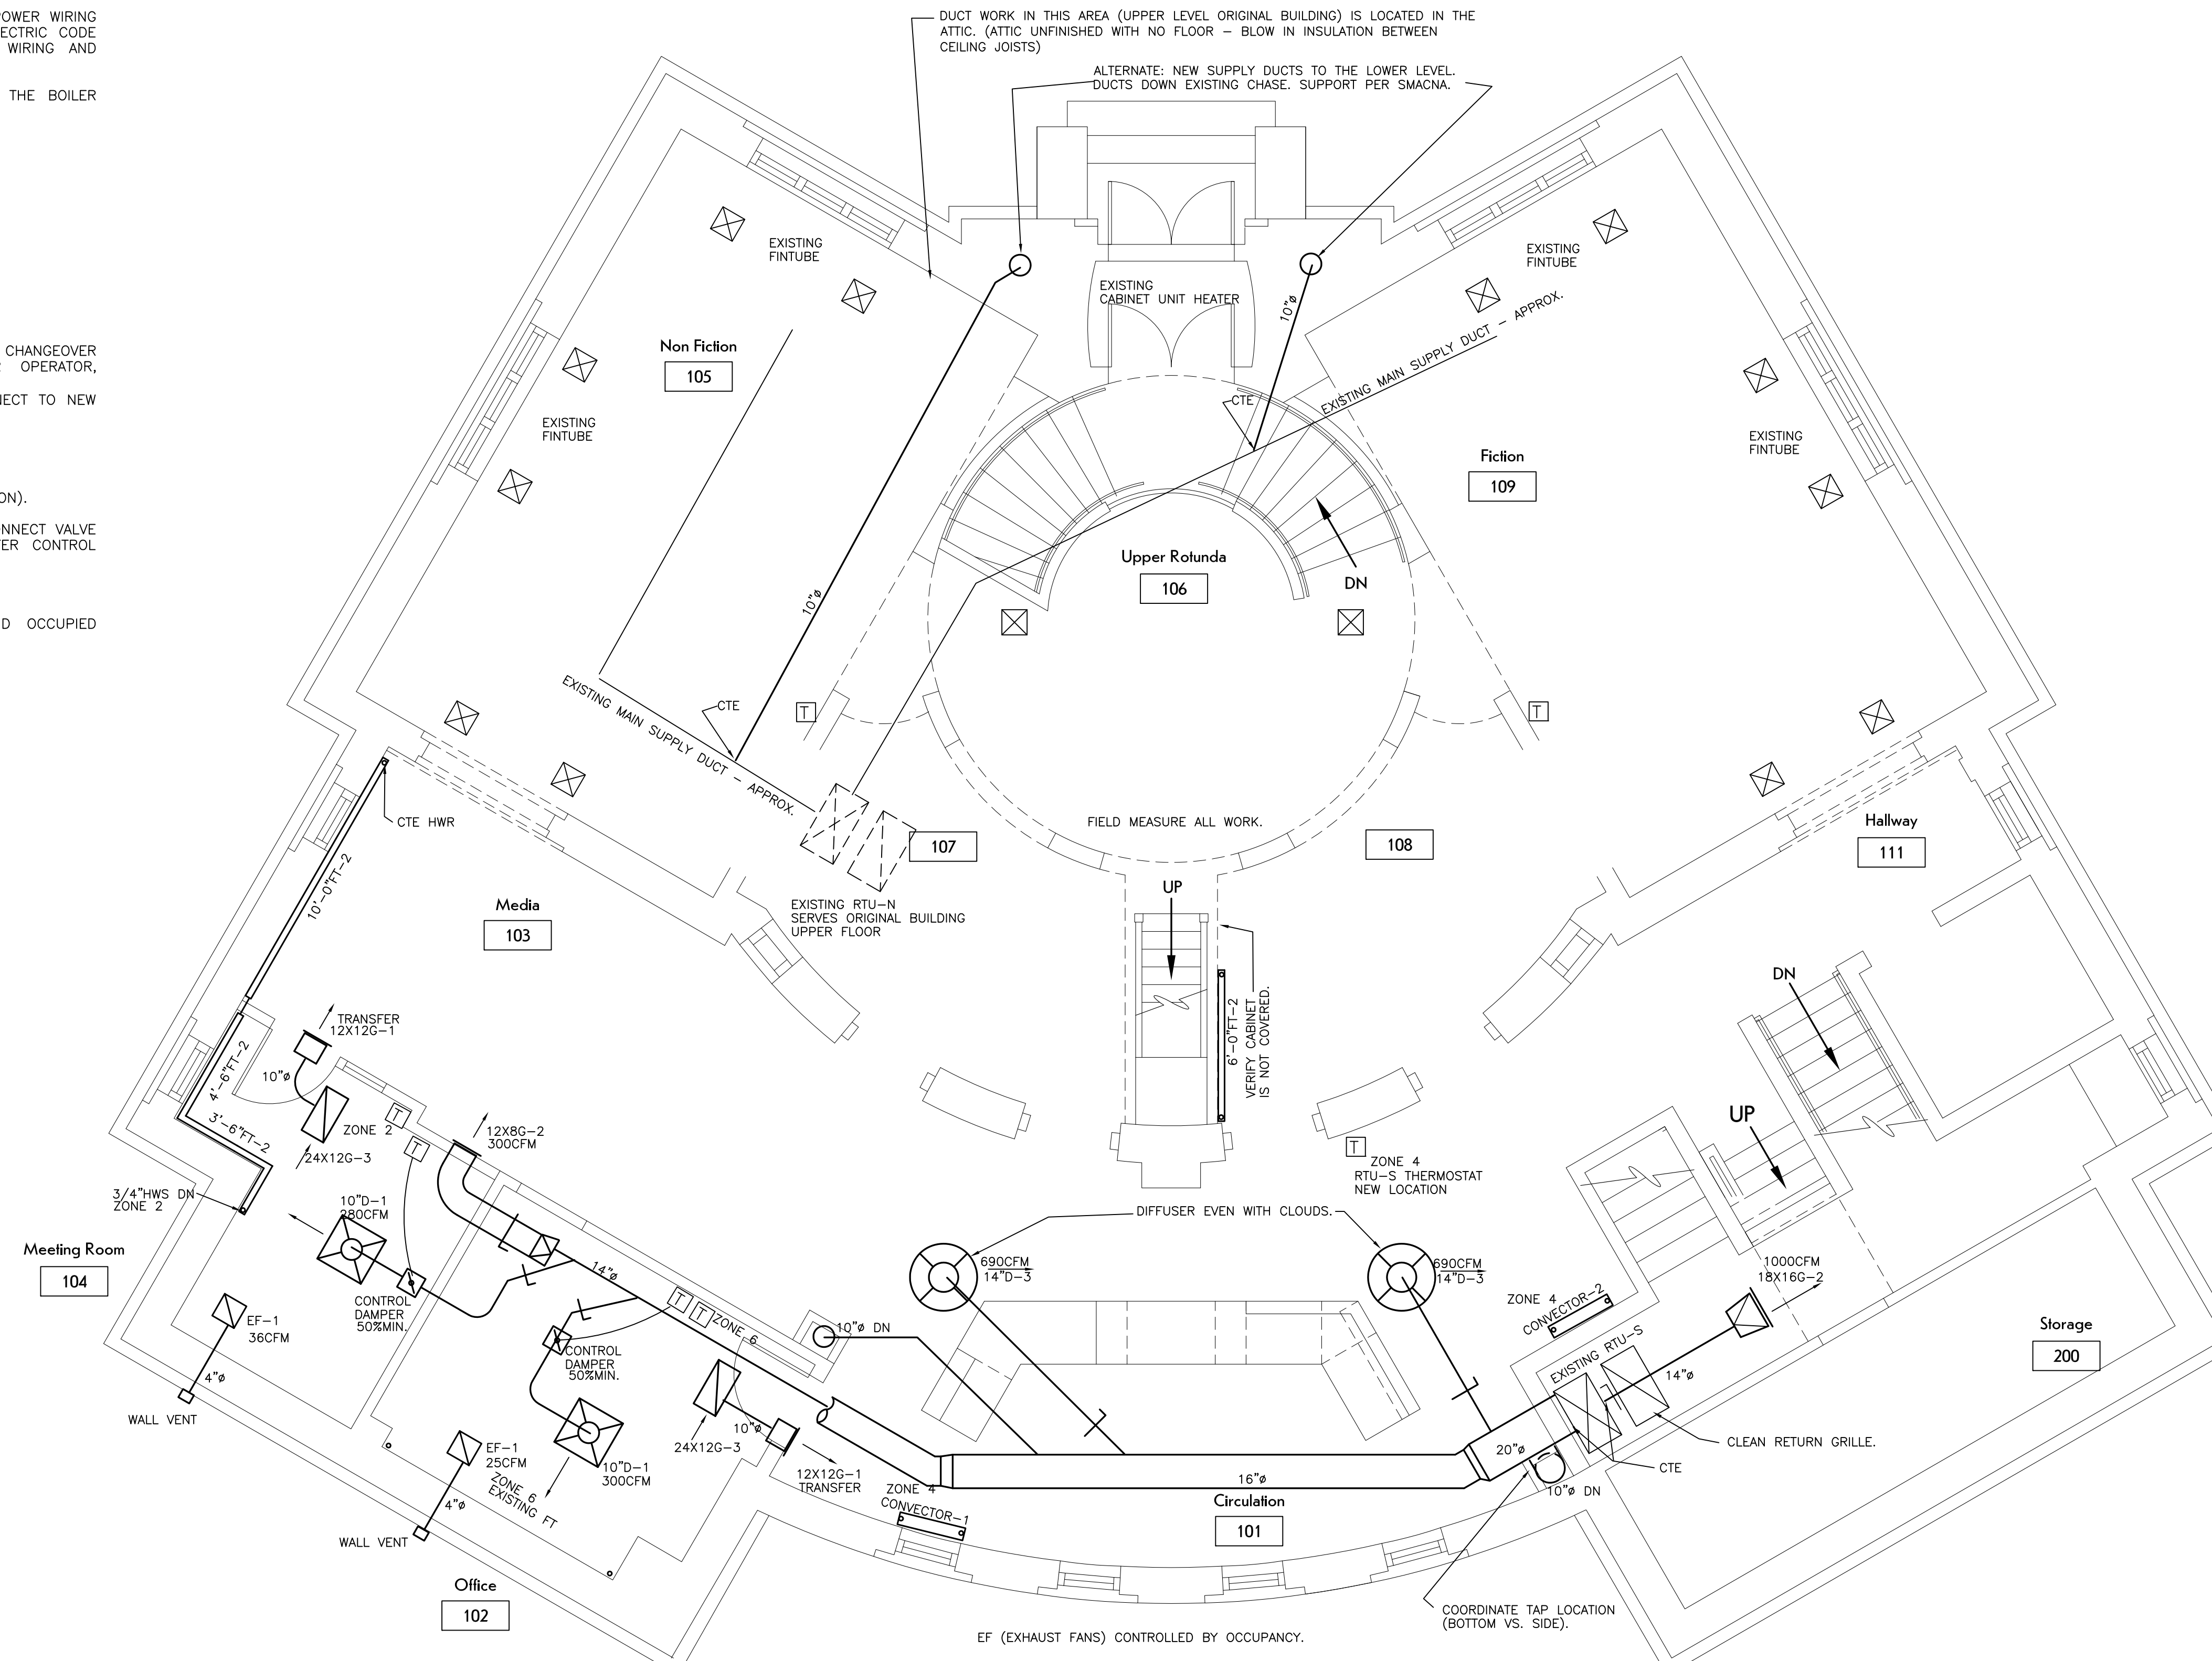 POWER WIRING
ECTRIC CODE
WIRING AND
THE BOILER
CHANGEOVER
OPERATOR,
NECT TO NEW
ON).
ONNECT VALVE
ER CONTROL
D OCCUPIED
DUCT WORK IN THIS AREA (UPPER LEVEL ORIGINAL BUILDING) IS LOCATED IN THE
ATTIC. (ATTIC UNFINISHED WITH NO FLOOR – BLOW IN INSULATION BETWEEN
CEILING JOISTS)
ALTERNATE: NEW SUPPLY DUCTS TO THE LOWER LEVEL.
DUCTS DOWN EXISTING CHASE. SUPPORT PER SMACNA.
EXISTING
FINTUBE
EXISTING
FINTUBE
EXISTING
CABINET UNIT HEATER
10"ø
EXISTING MAIN SUPPLY DUCT – APPROX.
Non Fiction
105
EXISTING
FINTUBE
EXISTING
FINTUBE
CTE
Fiction
109
Upper Rotunda
106
DN
10"ø
EXISTING MAIN SUPPLY DUCT – APPROX.
CTE
T
T
CTE HWR
FIELD MEASURE ALL WORK.
107
108
Hallway
111
10'-0"FT-2
Media
103
EXISTING RTU-N
SERVES ORIGINAL BUILDING
UPPER FLOOR
UP
6'-0"FT-2
VERIFY CABINET
IS NOT COVERED.
DN
UP
TRANSFER
12X12G-1
10"ø
4'-6"FT-2
3'-6"FT-2
ZONE 2
T
T
24X12G-3
12X8G-2
300CFM
3/4"HWS DN
ZONE 2
T
ZONE 4
RTU-S THERMOSTAT
NEW LOCATION
DIFFUSER EVEN WITH CLOUDS.
10"D-1
280CFM
Meeting Room
104
CONTROL
DAMPER
50%MIN.
14"ø
690CFM
14"D-3
690CFM
14"D-3
1000CFM
18X16G-2
ZONE 4
CONVECTOR-2
EF-1
36CFM
4"ø
WALL VENT
T
T
ZONE 6
10"ø DN
CONTROL
DAMPER
50%MIN.
Storage
200
EXISTING RTU-S
14"ø
CLEAN RETURN GRILLE.
CTE
20"ø
10"ø DN
24X12G-3
10"ø
12X12G-1
TRANSFER
EF-1
25CFM
4"ø
WALL VENT
ZONE 6
EXISTING FT
10"D-1
300CFM
16"ø
ZONE 4
CONVECTOR-1
Circulation
101
Office
102
EF (EXHAUST FANS) CONTROLLED BY OCCUPANCY.
COORDINATE TAP LOCATION
(BOTTOM VS. SIDE).